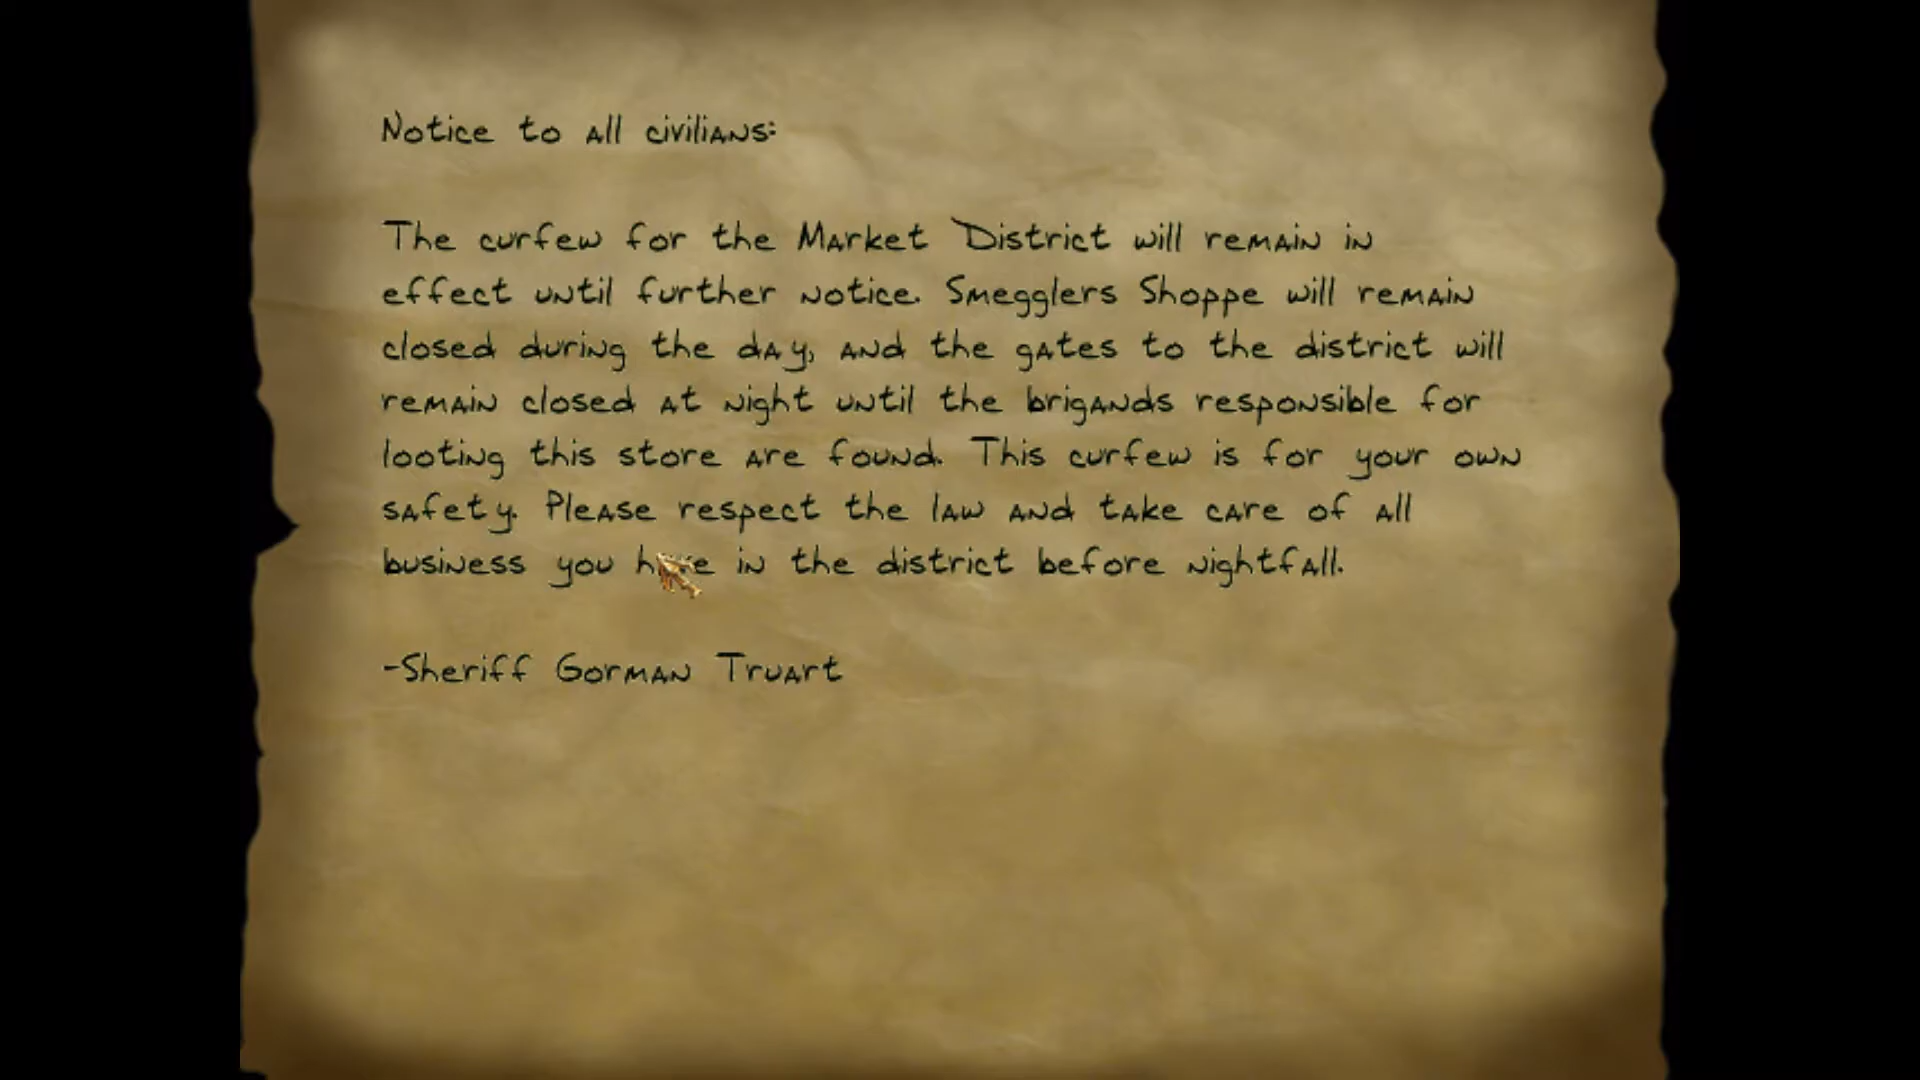 Notice to all civilians:
The curfew for the Market District will remain in
effect until further notice. Smegglers Shoppe will remain
closed during the day, and the gates to the district will
remain closed at night until the brigands responsible for
looting this store are found. This curfew is for your own
safety. Please respect the law and take care of all
business you have in the district before nightfall.
-Sheriff Gorman Truart